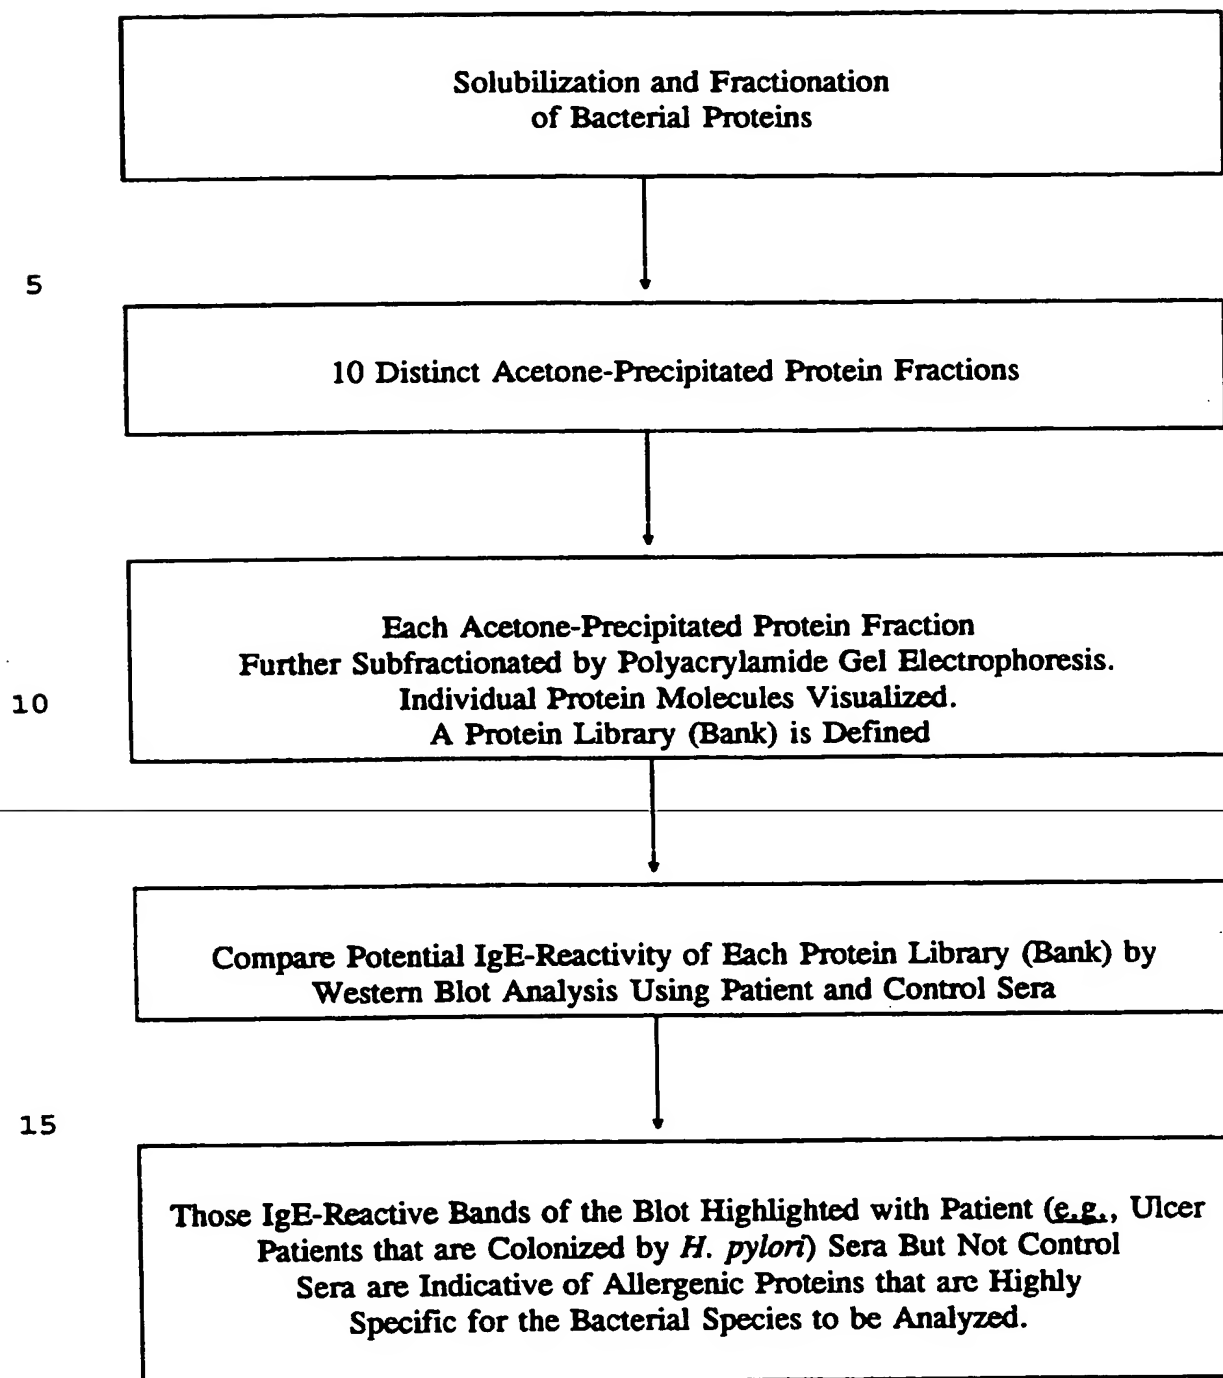 Solubilization and Fractionation
of Bacterial Proteins
5
10 Distinct Acetone-Precipitated Protein Fractions
Each Acetone-Precipitated Protein Fraction
Further Subfractionated by Polyacrylamide Gel Electrophoresis.
10
Individual Protein Molecules Visualized.
A Protein Library (Bank) is Defined
Compare Potential IgE-Reactivity of Each Protein Library (Bank) by
Western Blot Analysis Using Patient and Control Sera
15
Those IgE-Reactive Bands of the Blot Highlighted with Patient (e.g., Ulcer
Patients that are Colonized by H. pylori) Sera But Not Control
Sera are Indicative of Allergenic Proteins that are Highly
Specific for the Bacterial Species to be Analyzed.